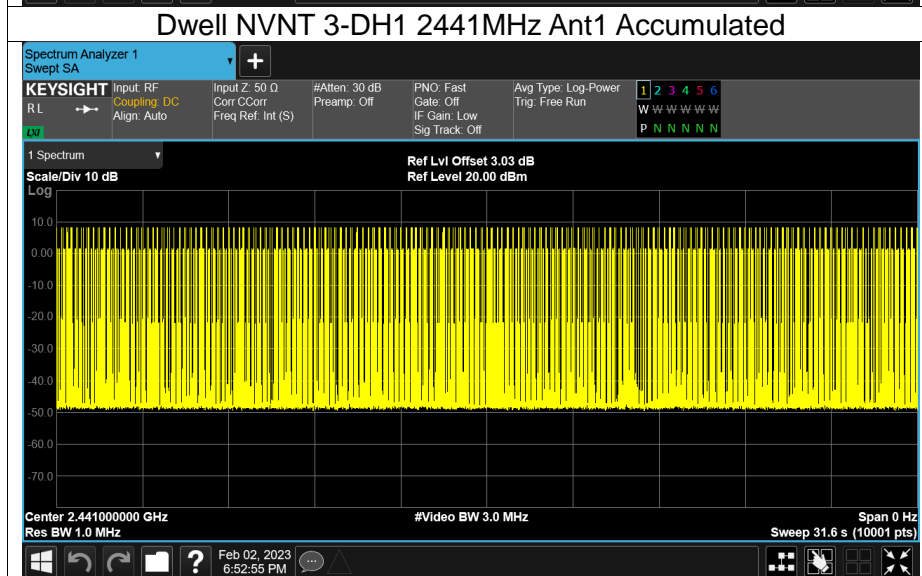 Dwell NVNT 3-DH1 2441MHz Ant1 Accumulated
Spectrum Analyzer 1
Swept SA
+
KEYSIGHT Input: RF Input Z: 50 Ω #Atten: 30 dB PNO: Fast Avg Type: Log-Power 1 2 3 4 5 6
R L Coupling: DC Corr CCorr Preamp: Off Gate: Off Trig: Free Run W W W W W W
Align: Auto Freq Ref: Int (S) IF Gain: Low
LXI Sig Track: Off P N N N N N
1 Spectrum Ref Lvl Offset 3.03 dB
Scale/Div 10 dB Ref Level 20.00 dBm
Log
10.0
0.00
-10.0
-20.0
-30.0
-40.0
-50.0
-60.0
-70.0
Center 2.441000000 GHz #Video BW 3.0 MHz Span 0 Hz
Res BW 1.0 MHz Sweep 31.6 s (10001 pts)
? Feb 02, 2023
6:52:55 PM